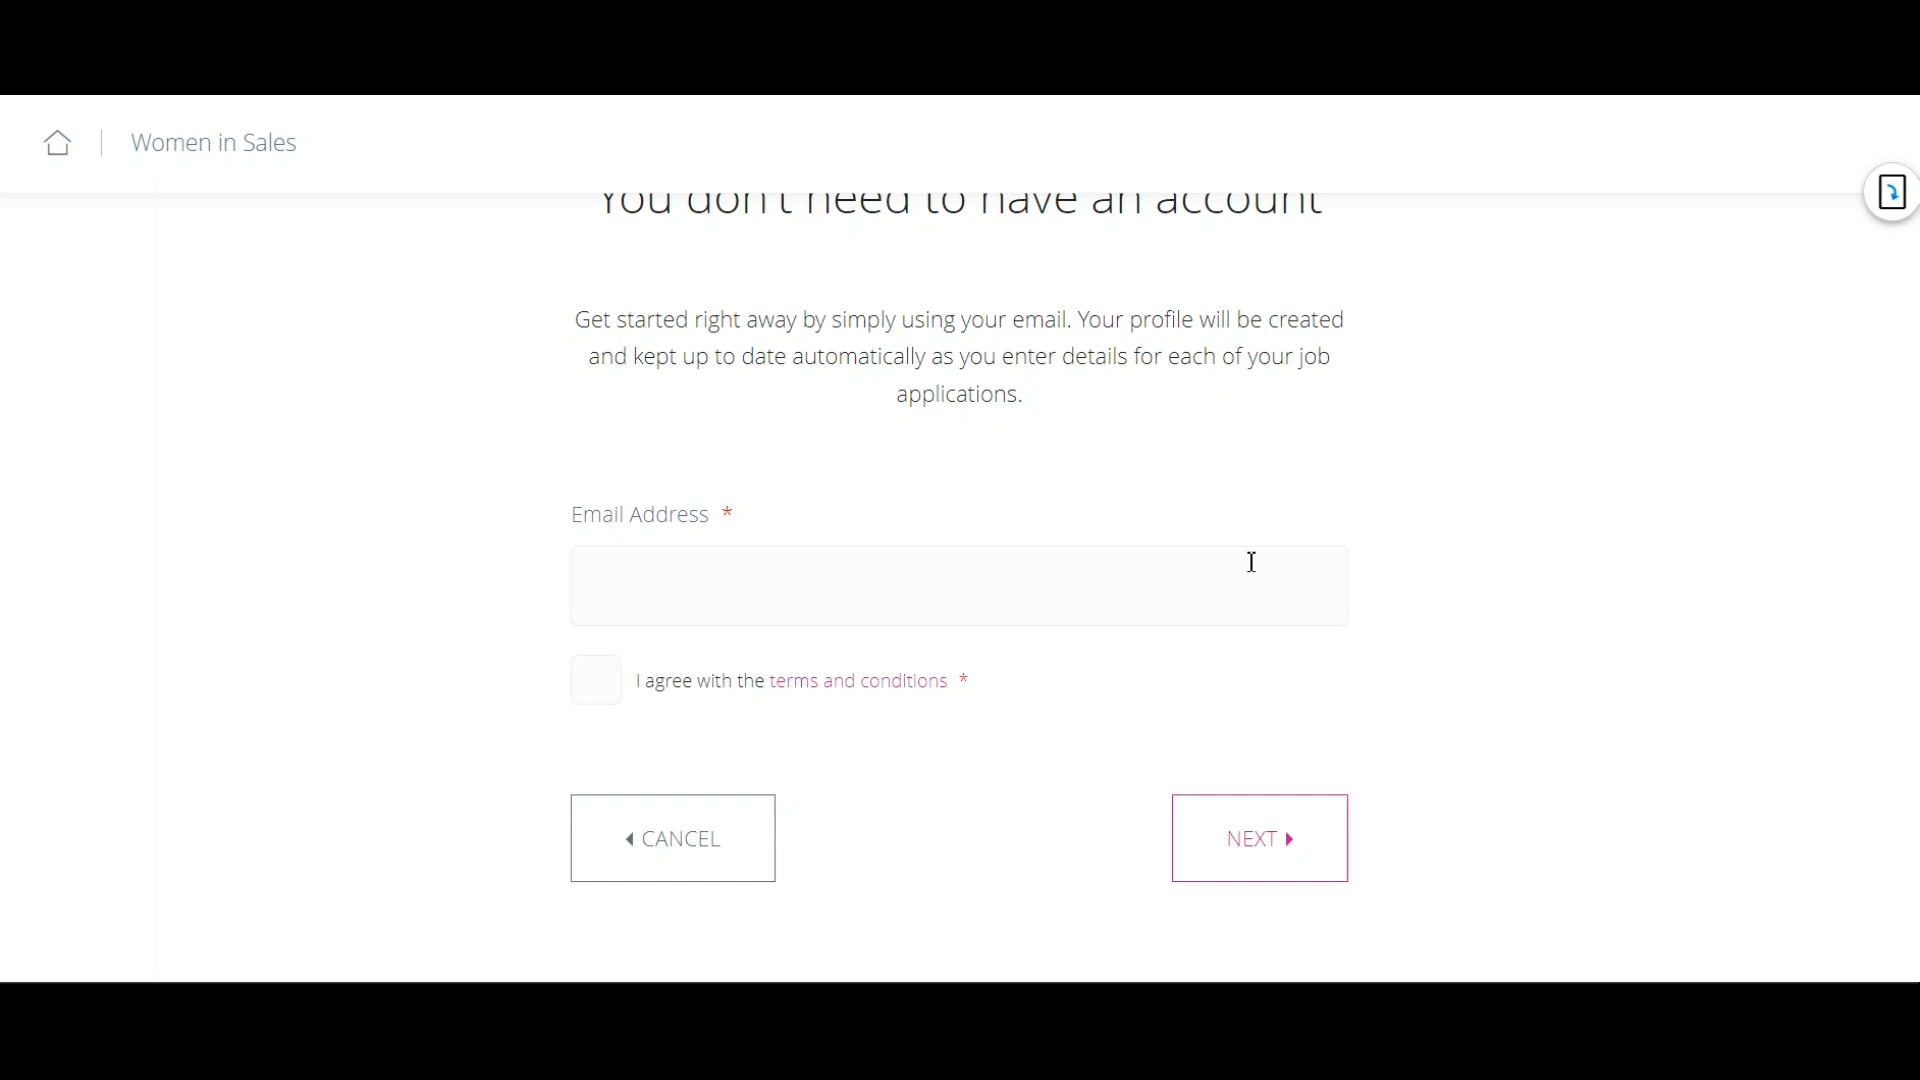 Women in Sales
You don't need to have an account
Get started right away by simply using your email. Your profile will be created
and kept up to date automatically as you enter details for each of your job
applications.
Email Address *
I agree with the terms and conditions *
CANCEL
NEXT